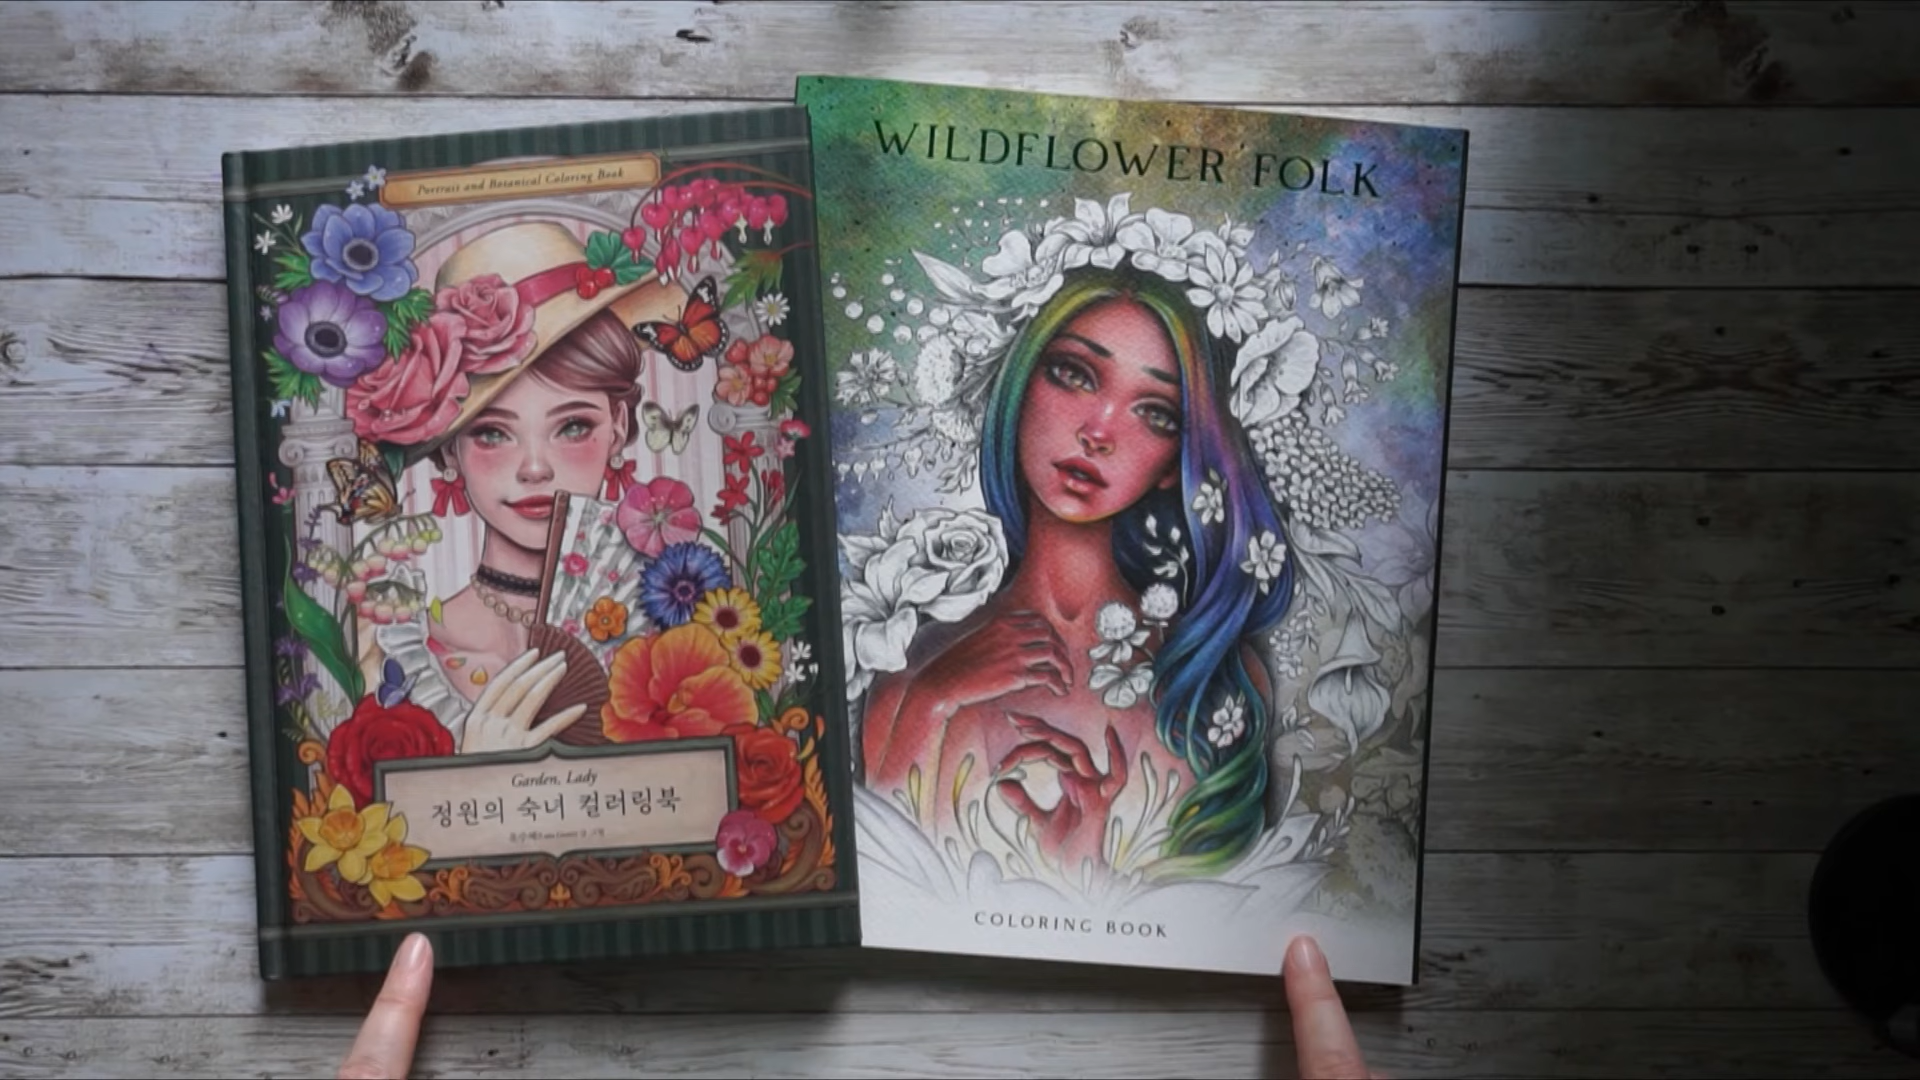 Portrait and Botanical Coloring Book
Garden, Lady
정원의 숙녀 컬러링북
WILDFLOWER FOLK
COLORING BOOK